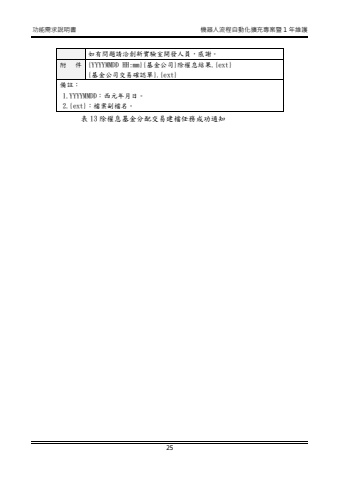 功能需求說明書 機器人流程自動化擴充專案暨 1 年維護
如有問題請洽創新實驗室開發人員，感謝。
附 件 {YYYYMMDD HH:mm}{基金公司}除權息結果.{ext}
{基金公司交易確認單}.{ext}
備註：
1.YYYYMMDD：西元年月日。
2.{ext}：檔案副檔名。
表 13 除權息基金分配交易建檔任務成功通知
25